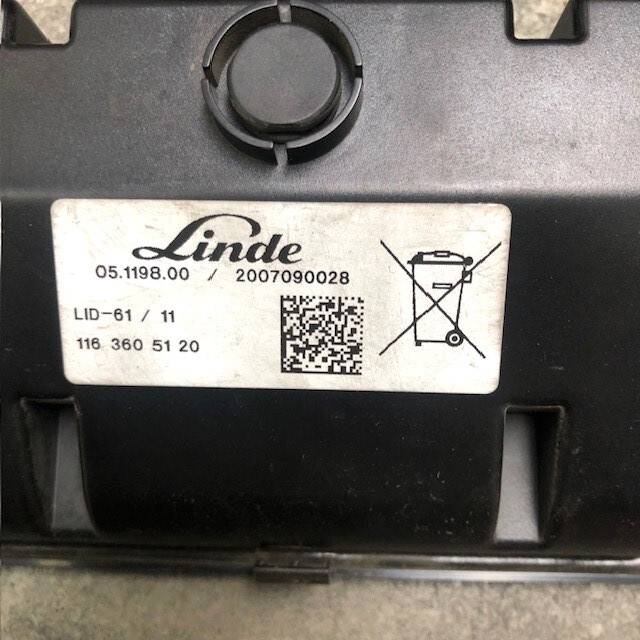 Linde
05.1198.00 / 2007090028
LID-61 / 11
116 360 51 20